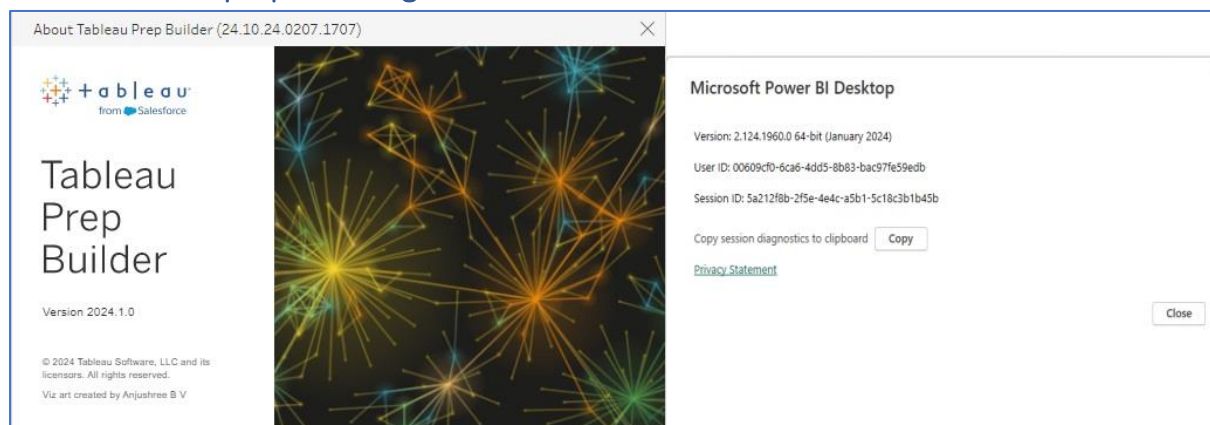 About Tableau Prep Builder (24.10.24.0207.1707)
+ a b l e a u
from Salesforce
Tableau
Prep
Builder
Version 2024.1.0
© 2024 Tableau Software, LLC and its
licensors. All rights reserved.
Viz art created by Anjushree B V
Microsoft Power BI Desktop
Version: 2.124.1960.0 64-bit (January 2024)
User ID: 00609cf0-6ca6-4dd5-8b83-bac97fe59edb
Session ID: 5a212f8b-2f5e-4e4c-a5b1-5c18c3b1b45b
Copy session diagnostics to clipboard Copy
Privacy Statement
Close